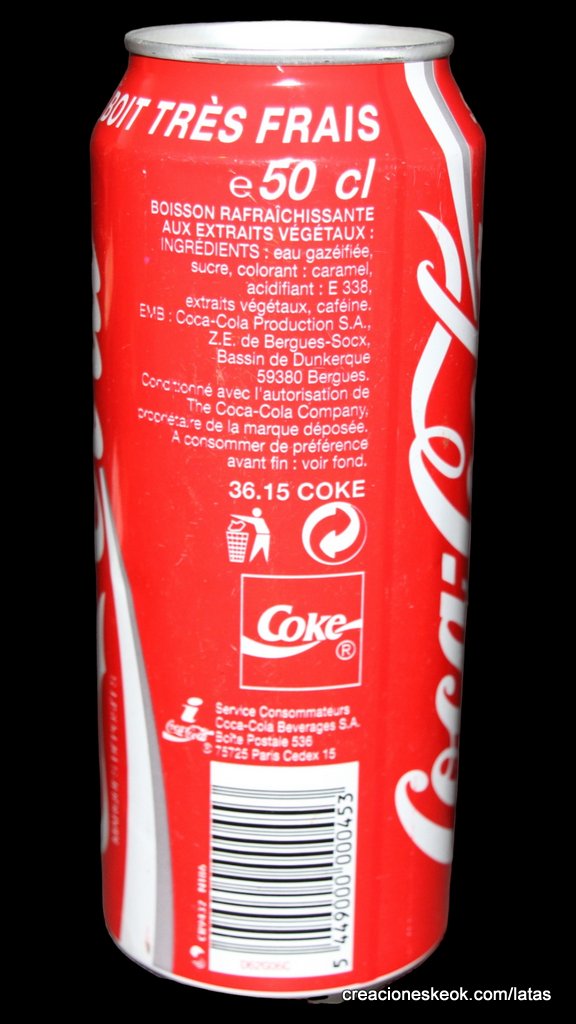 BOIT TRÈS FRAIS
e 50 cl
BOISSON RAFRAÎCHISSANTE
AUX EXTRAITS VÉGÉTAUX :
INGRÉDIENTS : eau gazéifiée,
sucre, colorant : caramel,
acidifiant : E 338,
extraits végétaux, caféine.
EMB : Coca-Cola Production S.A.,
Z.E. de Bergues-Socx,
Bassin de Dunkerque
59380 Bergues.
Conditionné avec l'autorisation de
The Coca-Cola Company,
propriétaire de la marque déposée.
A consommer de préférence
avant fin : voir fond.
36.15 COKE
Coke
®
Service Consommateurs
Coca-Cola Beverages S.A.
Boîte Postale 536
75725 Paris Cedex 15
i
Coca-Cola
®
5 449000 000453
Coca-Cola
creacioneskeok.com/latas